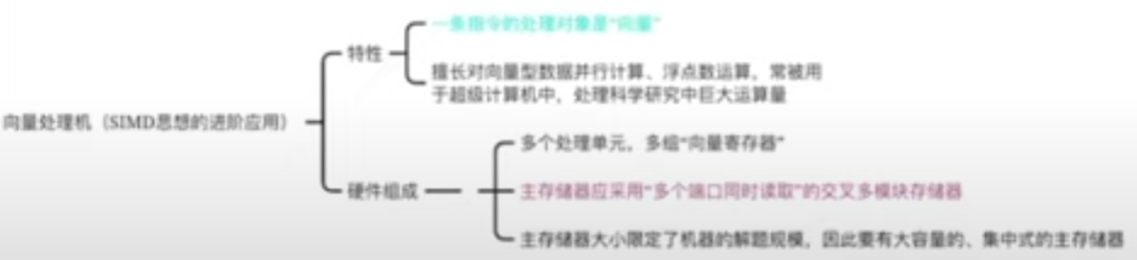 一条指令的处理对象是“向量”
特性
擅长对向量型数据并行计算、浮点数运算，常被用
于超级计算机中，处理科学研究中巨大运算量
向量处理机（SIMD思想的进阶应用）
多个处理单元，多组“向量寄存器”
硬件组成
主存储器应采用“多个端口同时读取”的交叉多模块存储器
主存储器大小限定了机器的解题规模，因此要有大容量的、集中式的主存储器